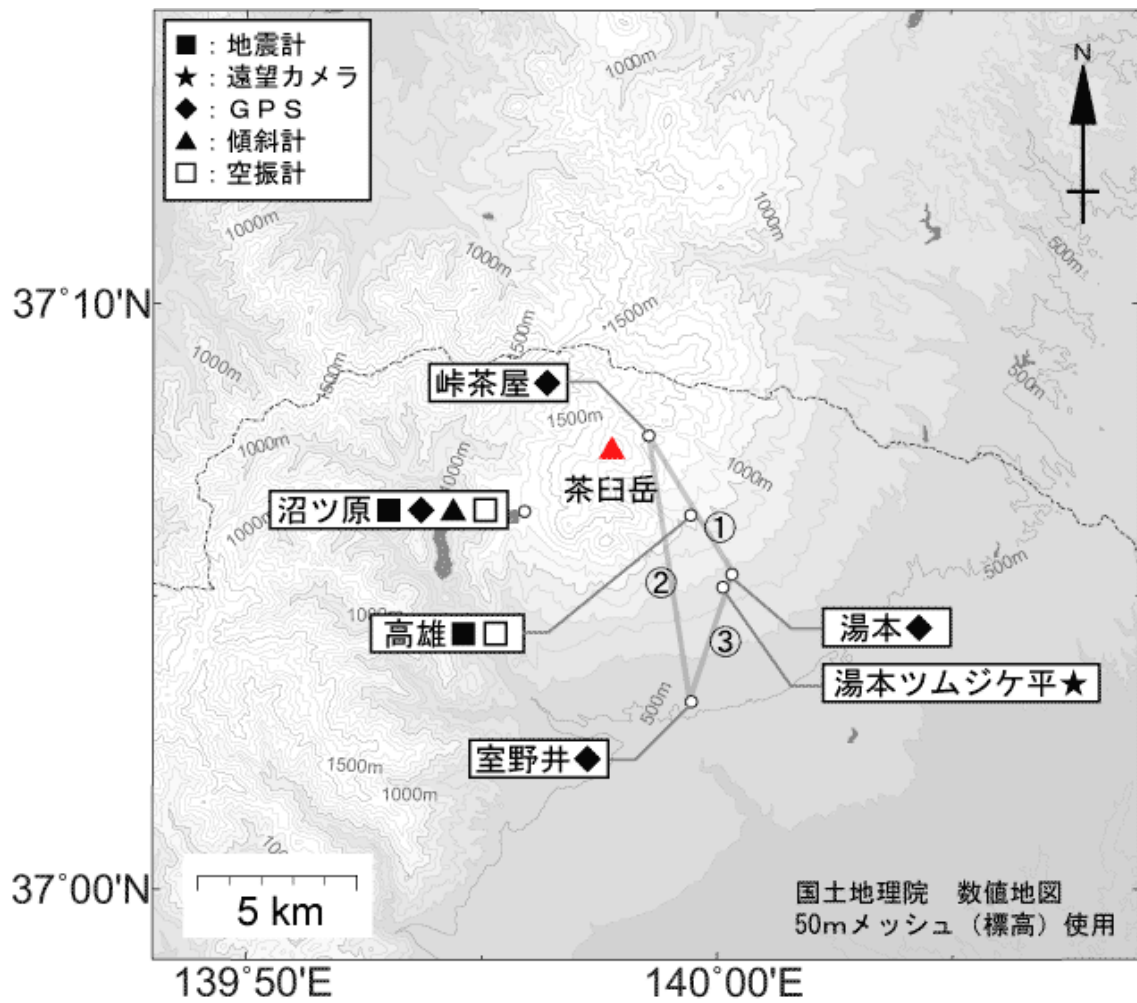 ■：地震計
★：遠望カメラ
◆：ＧＰＳ
▲：傾斜計
□：空振計
N
1000m
1000m
1000m
1000m
500m
37°10'N
1500m
1000m
1500m
1500m
500m
峠茶屋◆
1500m
1000m
1000m
1000m
茶臼岳
沼ツ原■◆▲□
1000m
①
500m
②
高雄■□
湯本◆
③
湯本ツムジケ平★
500m
室野井◆
1500m
1000m
37°00'N
5 km
国土地理院　数値地図
50mメッシュ（標高）使用
139°50'E
140°00'E